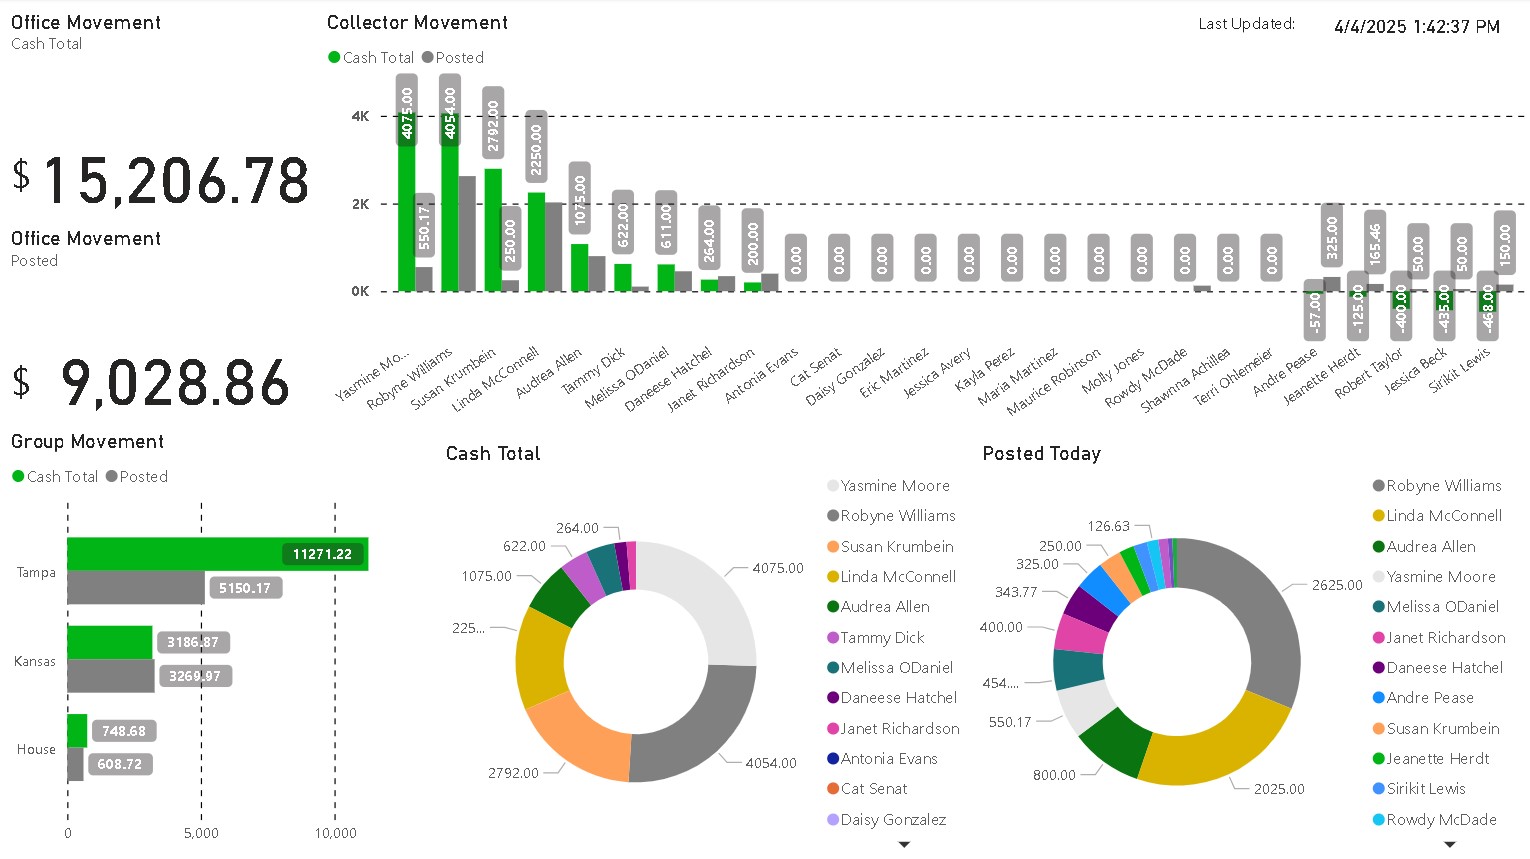 Office Movement
Cash Total
$ 15,206.78
Office Movement
Posted
$ 9,028.86
Collector Movement
Last Updated: 4/4/2025 1:42:37 PM
Cash Total Posted
4K
2K
0K
4075.00
550.17
4054.00
2792.00
250.00
2250.00
1075.00
622.00
611.00
264.00
200.00
0.00
0.00
0.00
0.00
0.00
0.00
0.00
0.00
0.00
0.00
0.00
0.00
-57.00
325.00
-125.00
165.46
-400.00
50.00
-435.00
50.00
-468.00
150.00
Yasmine Mo...
Robyne Williams
Susan Krumbein
Linda McConnell
Audrea Allen
Tammy Dick
Melissa ODaniel
Daneese Hatchel
Janet Richardson
Antonia Evans
Cat Senat
Daisy Gonzalez
Eric Martinez
Jessica Avery
Kayla Perez
Maria Martinez
Maurice Robinson
Molly Jones
Rowdy McDade
Shawna Achillea
Terri Ohlemeier
Andre Pease
Jeanette Herdt
Robert Taylor
Jessica Beck
Sirikit Lewis
Group Movement
Cash Total Posted
Tampa
11271.22
5150.17
Kansas
3186.87
3269.97
House
748.68
608.72
0 5,000 10,000
Cash Total
264.00
622.00
1075.00
225...
2792.00
4054.00
4075.00
Yasmine Moore
Robyne Williams
Susan Krumbein
Linda McConnell
Audrea Allen
Tammy Dick
Melissa ODaniel
Daneese Hatchel
Janet Richardson
Antonia Evans
Cat Senat
Daisy Gonzalez
Posted Today
126.63
250.00
325.00
343.77
400.00
454....
550.17
800.00
2025.00
2625.00
Robyne Williams
Linda McConnell
Audrea Allen
Yasmine Moore
Melissa ODaniel
Janet Richardson
Daneese Hatchel
Andre Pease
Susan Krumbein
Jeanette Herdt
Sirikit Lewis
Rowdy McDade